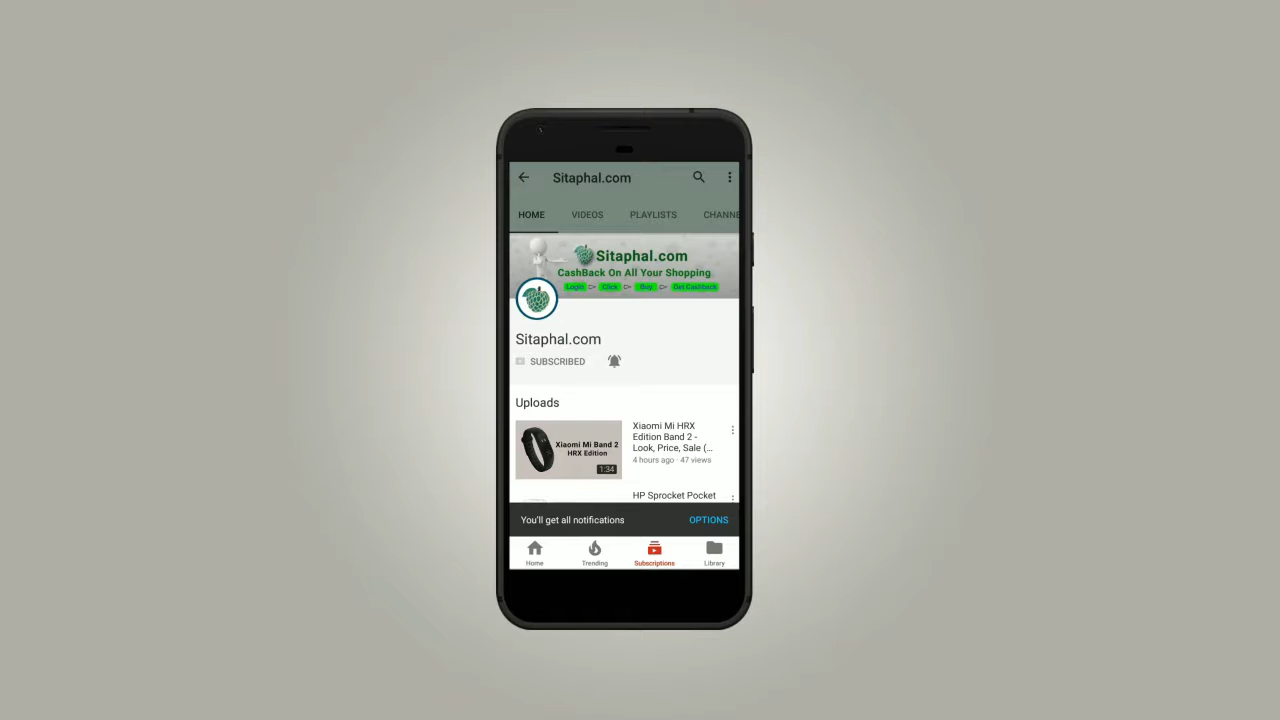 Sitaphal.com
HOME VIDEOS PLAYLISTS CHANNE
Sitaphal.com
CashBack On All Your Shopping
Login Click Buy Get Cashback
Sitaphal.com
SUBSCRIBED
Uploads
Xiaomi Mi Band 2
HRX Edition
1:34
Xiaomi Mi HRX
Edition Band 2 -
Look, Price, Sale (...
4 hours ago · 47 views
HP Sprocket Pocket
You'll get all notifications OPTIONS
Home Trending Subscriptions Library